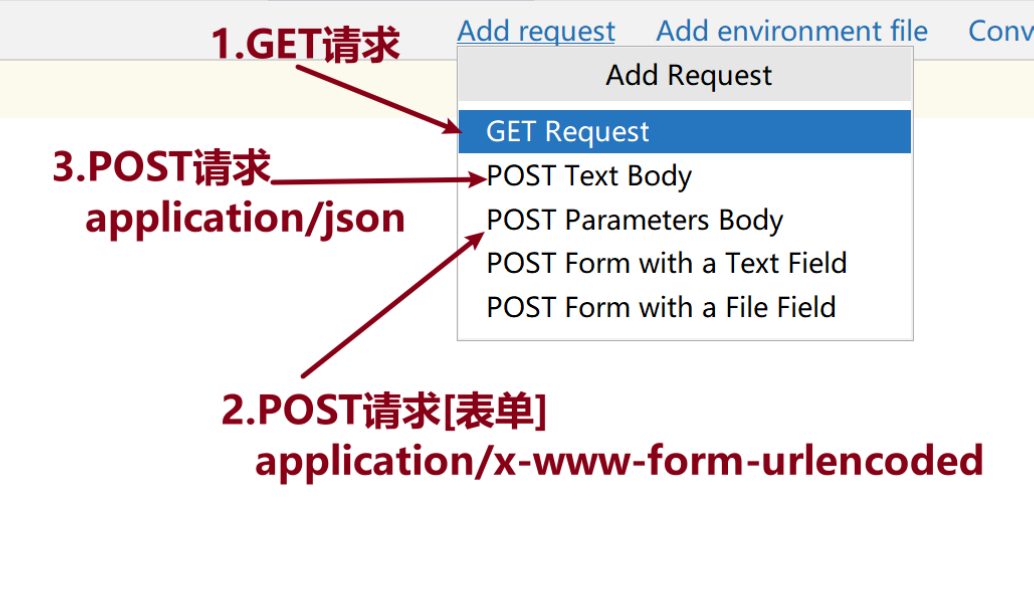 1.GET请求
Add request
Add environment file
Conv
Add Request
GET Request
3.POST请求
application/json
POST Text Body
POST Parameters Body
POST Form with a Text Field
POST Form with a File Field
2.POST请求[表单]
application/x-www-form-urlencoded